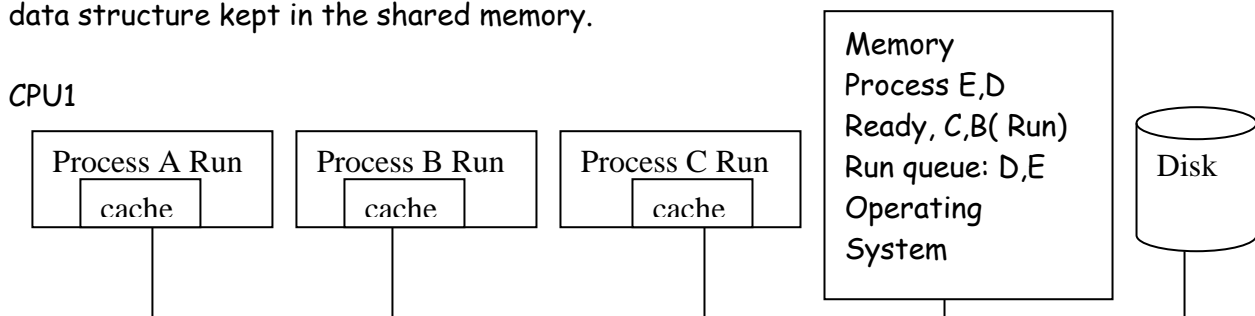 data structure kept in the shared memory.
CPU1
Process A Run
cache
Process B Run
cache
Process C Run
cache
Memory
Process E,D
Ready, C,B( Run)
Run queue: D,E
Operating
System
Disk